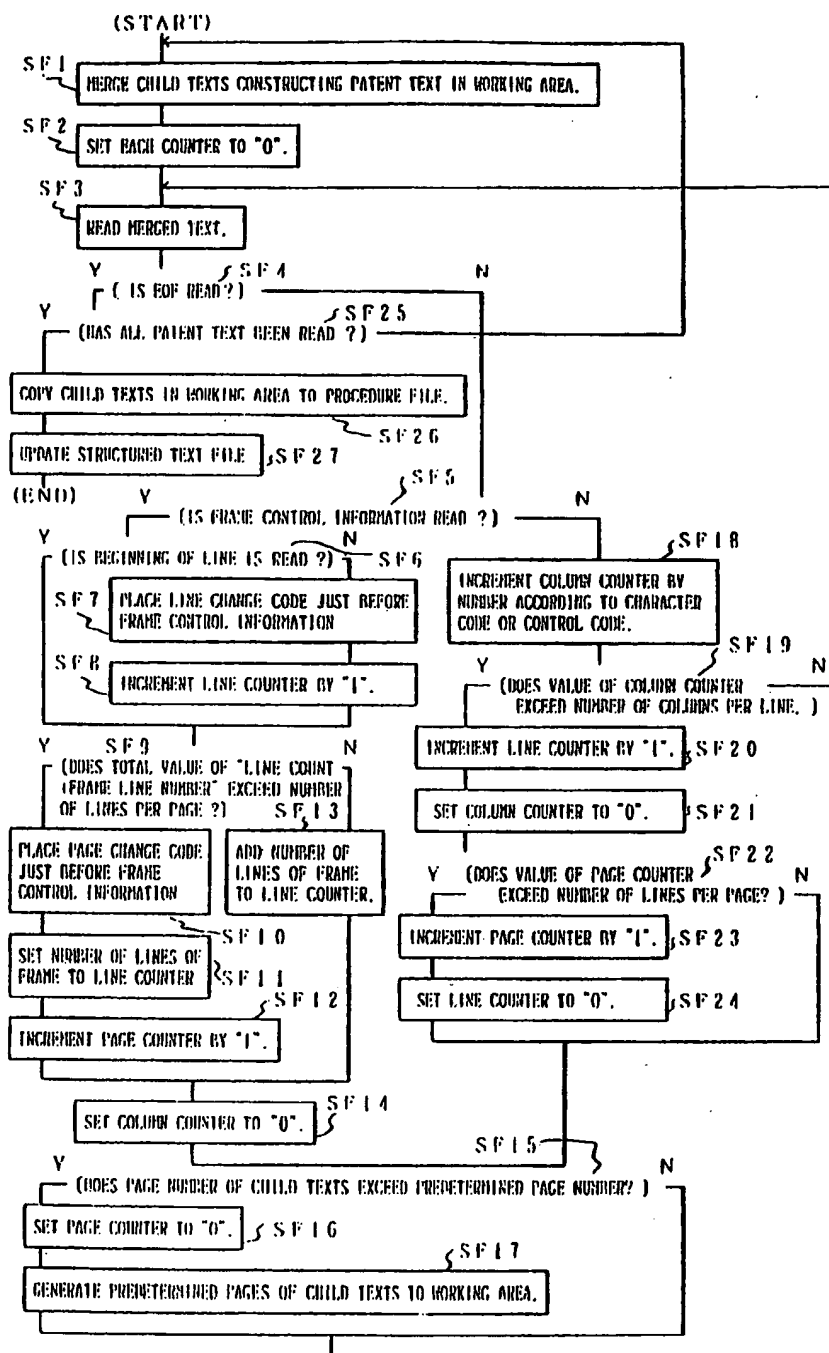 (START)
SF1
MERGE CHILD TEXTS CONSTRUCTING PATENT TEXT IN WORKING AREA.
SF2
SET EACH COUNTER TO "0".
SF3
READ MERGED TEXT.
Y SF4 N
( IS EOF READ?)
Y SF25
(HAS ALL PATENT TEXT BEEN READ ?)
COPY CHILD TEXTS IN WORKING AREA TO PROCEDURE FILE.
SF26
UPDATE STRUCTURED TEXT FILE SF27
(END) Y SF5 N
(IS FRAME CONTROL INFORMATION READ ?)
Y N
(IS BEGINNING OF LINE IS READ ?) SF6
SF18
INCREMENT COLUMN COUNTER BY
NUMBER ACCORDING TO CHARACTER
CODE OR CONTROL CODE.
SF7
PLACE LINE CHANGE CODE JUST BEFORE
FRAME CONTROL INFORMATION
SF8
INCREMENT LINE COUNTER BY "1".
Y SF19 N
(DOES VALUE OF COLUMN COUNTER
EXCEED NUMBER OF COLUMNS PER LINE. )
INCREMENT LINE COUNTER BY "1". SF20
SET COLUMN COUNTER TO "0". SF21
Y SF9 N
(DOES TOTAL VALUE OF "LINE COUNT
+FRAME LINE NUMBER" EXCEED NUMBER
OF LINES PER PAGE ?) SF13
PLACE PAGE CHANGE CODE
JUST BEFORE FRAME
CONTROL INFORMATION
ADD NUMBER OF
LINES OF FRAME
TO LINE COUNTER.
SF10
SET NUMBER OF LINES OF
FRAME TO LINE COUNTER SF11
SF12
INCREMENT PAGE COUNTER BY "1".
SF22
Y (DOES VALUE OF PAGE COUNTER N
EXCEED NUMBER OF LINES PER PAGE? )
INCREMENT PAGE COUNTER BY "1". SF23
SET LINE COUNTER TO "0". SF24
SET COLUMN COUNTER TO "0". SF14
SF15
Y N
(DOES PAGE NUMBER OF CHILD TEXTS EXCEED PREDETERMINED PAGE NUMBER? )
SET PAGE COUNTER TO "0". SF16
SF17
GENERATE PREDETERMINED PAGES OF CHILD TEXTS TO WORKING AREA.